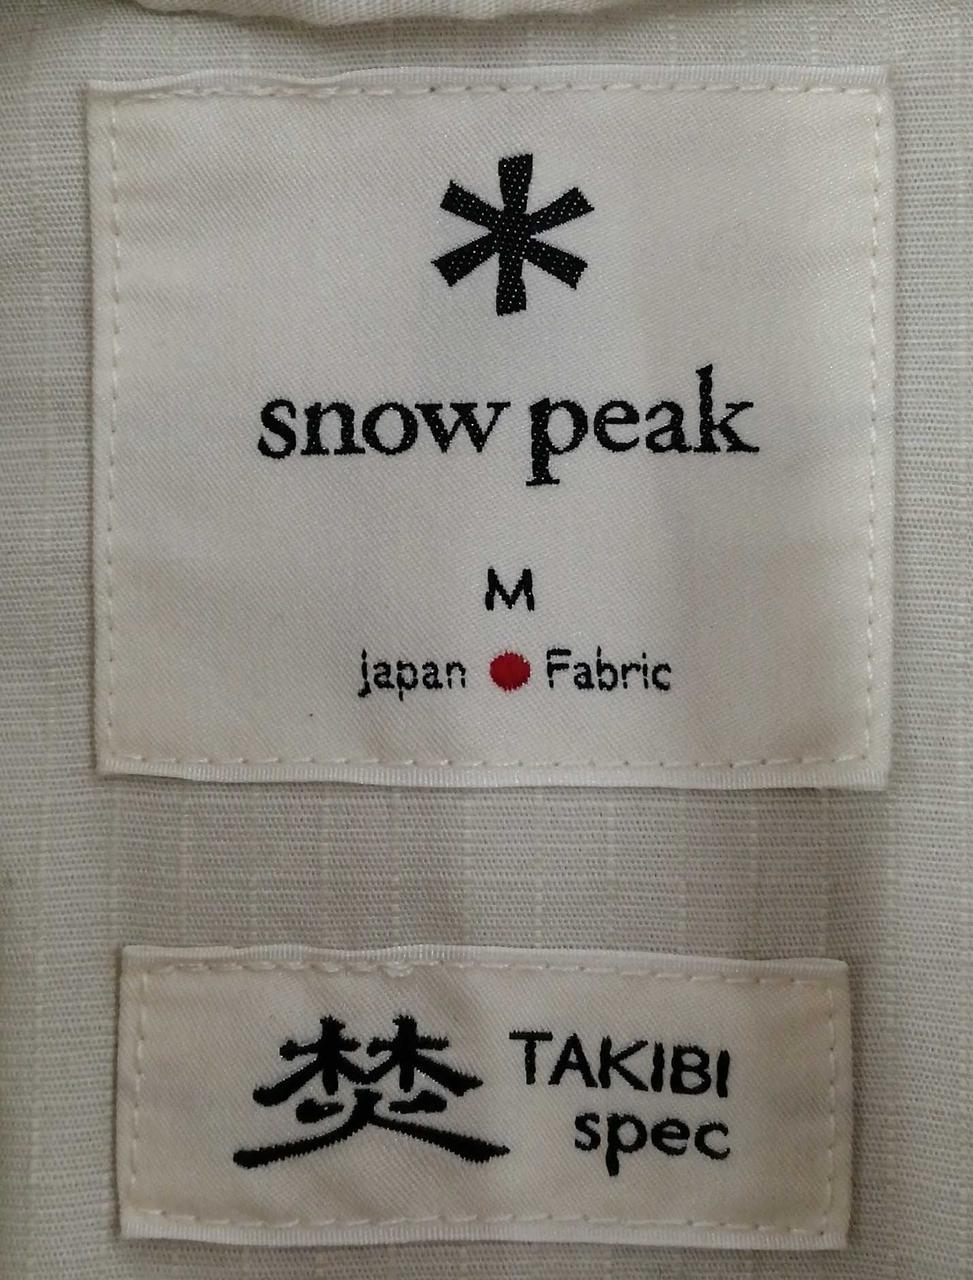 snow peak
M
Japan Fabric
焚 TAKIBI
spec